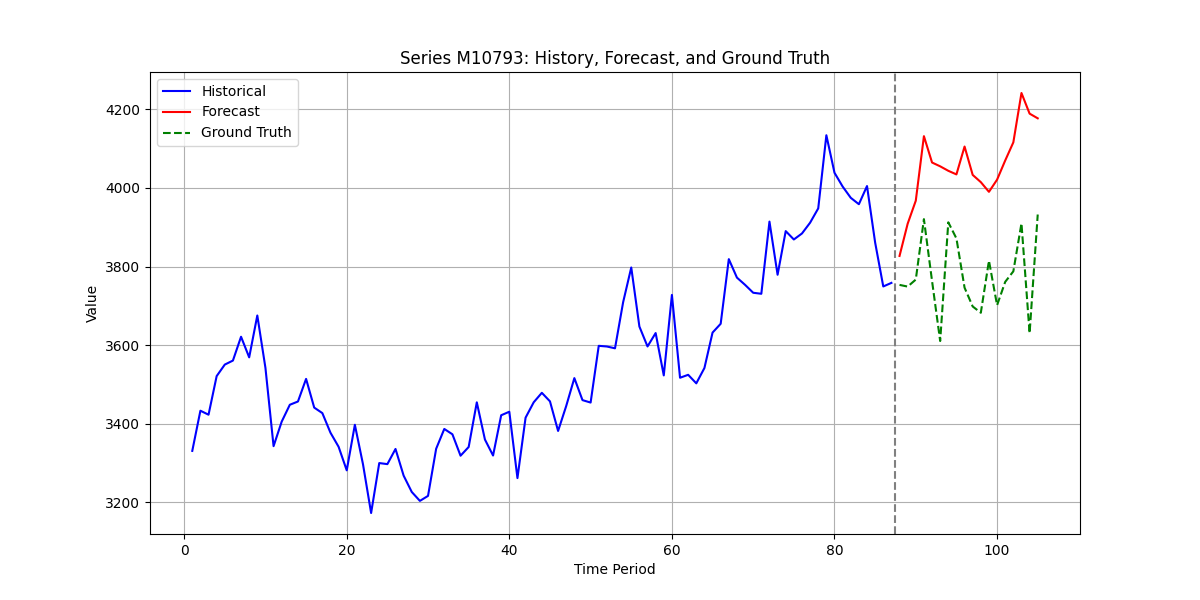 Series M10793: History, Forecast, and Ground Truth
Historical
Forecast
Ground Truth
4200
4000
3800
3600
3400
3200
Value
0 20 40 60 80 100
Time Period